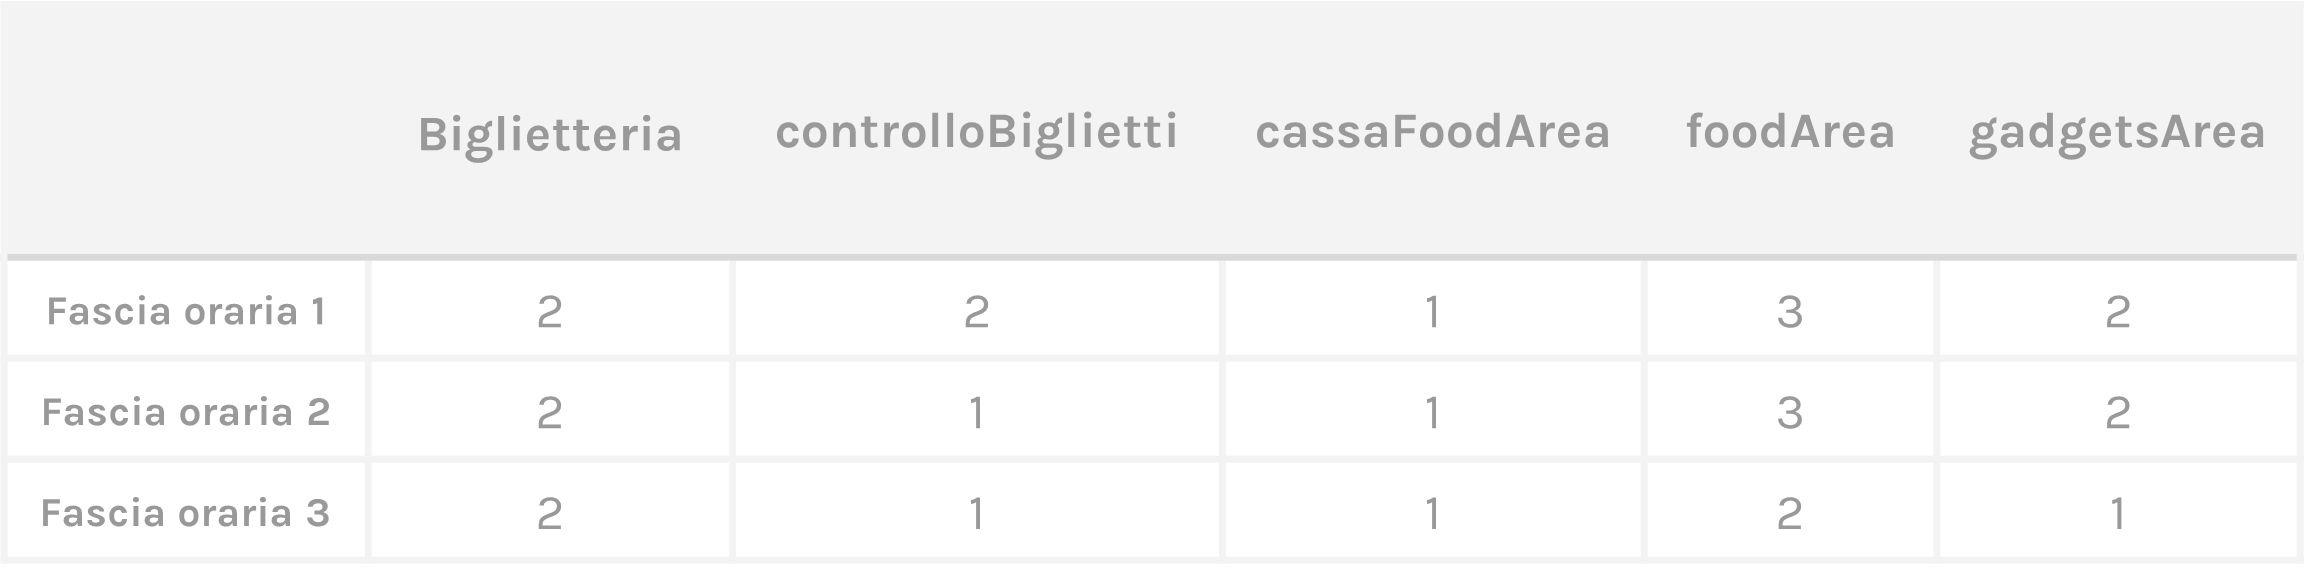 Biglietteria controlloBiglietti cassaFoodArea foodArea gadgetsArea
Fascia oraria 1 2 2 1 3 2
Fascia oraria 2 2 1 1 3 2
Fascia oraria 3 2 1 1 2 1